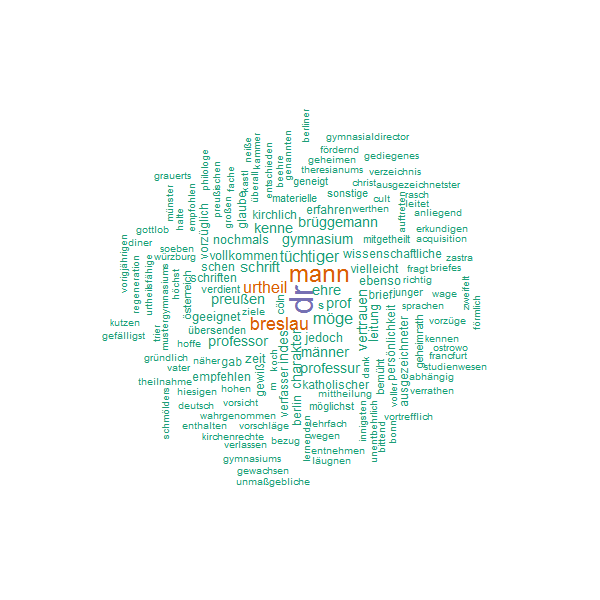 berliner
gymnasialdirector
fördernd
geheimen
gediegenes
theresianums
verzeichnis
grauerts
philologe
fache
kastl
neiße
kammer
überall
entschieden
beehre
genannten
geneigt
christ
ausgezeichnetster
münster
halte
empfohlen
preußischen
großen
glaube
materielle
sonstige
cult
rasch
leitet
gottlob
vorzüglich
kirchlich
erfahren
werthen
auftreten
anliegend
kenne
brüggemann
erkundigen
diner
soeben
nochmals
gymnasium
mitgetheilt
acquisition
vorigjährigen
regeneration
urtheilsfähige
würzburg
vollkommen
tüchtiger
wissenschaftliche
zastra
höchst
schen
schrift
mann
vielleicht
fragt
briefes
mustergymnasiums
österreich
schriften
verdient
urtheil
dr
ehre
ebenso
richtig
preußen
cöln
s
prof
brief
junger
wage
zweifelt
kutzen
geeignet
ziele
breslau
möge
vertrauen
leitung
sprachen
vorzüge
förmlich
gefälligst
trier
übersenden
professor
indes
jedoch
persönlichkeit
geheimrath
kennen
ostrowo
gründlich
hoffe
näher
gab
zeit
charakter
männer
ausgezeichneter
francfurt
vater
gewiß
koch
professur
dank
bemüht
studienwesen
theilnahme
empfehlen
m
verfasser
berlin
katholischer
voller
abhängig
hiesigen
hohen
mittheilung
verrathen
deutsch
vorsicht
möglichst
innigsten
schmölders
wahrgenommen
lehrfach
unentbehrlich
bittend
bonn
vortrefflich
enthalten
vorschläge
wegen
kirchenrechte
bezug
lernenden
verlassen
entnehmen
gymnasiums
läugnen
gewachsen
unmaßgebliche